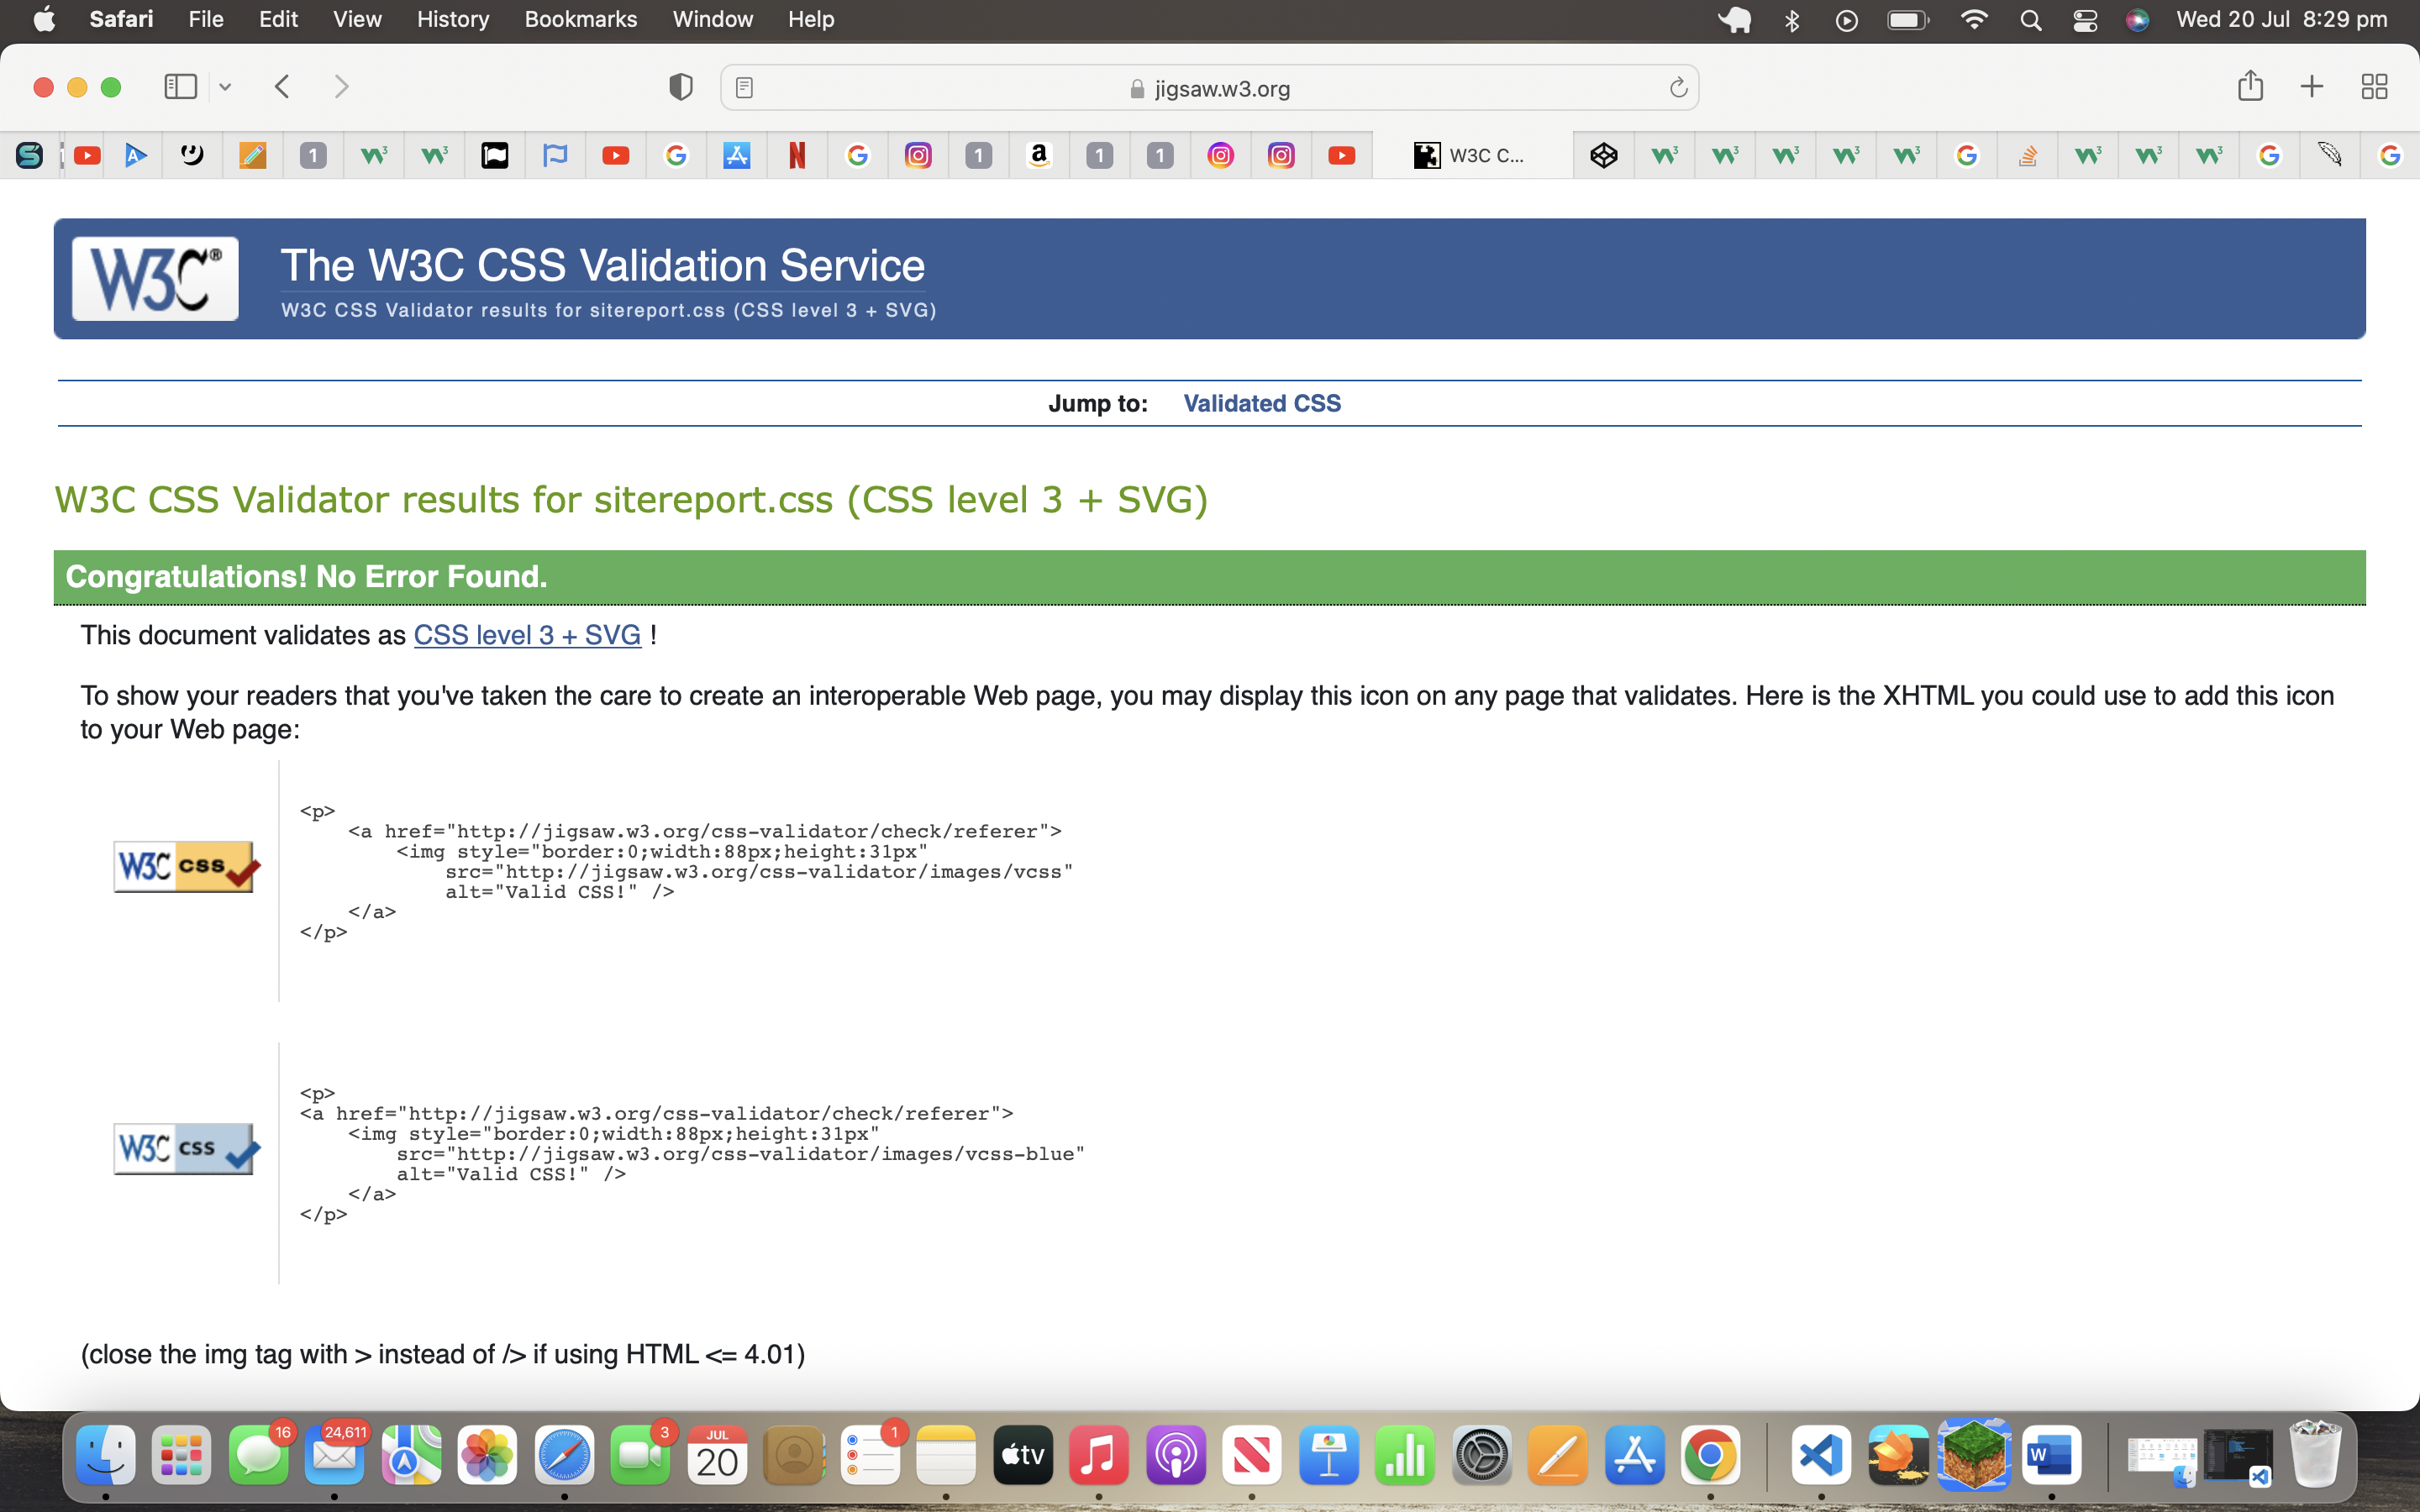 Safari File Edit View History Bookmarks Window Help Wed 20 Jul 8:29 pm
jigsaw.w3.org
1 1 1 1 W3C C...
W3C®
The W3C CSS Validation Service
W3C CSS Validator results for sitereport.css (CSS level 3 + SVG)
Jump to: Validated CSS
W3C CSS Validator results for sitereport.css (CSS level 3 + SVG)
Congratulations! No Error Found.
This document validates as CSS level 3 + SVG !
To show your readers that you've taken the care to create an interoperable Web page, you may display this icon on any page that validates. Here is the XHTML you could use to add this icon
to your Web page:
W3C css
<p>
<a href="http://jigsaw.w3.org/css-validator/check/referer">
<img style="border:0;width:88px;height:31px"
src="http://jigsaw.w3.org/css-validator/images/vcss"
alt="Valid CSS!" />
</a>
</p>
W3C css
<p>
<a href="http://jigsaw.w3.org/css-validator/check/referer">
<img style="border:0;width:88px;height:31px"
src="http://jigsaw.w3.org/css-validator/images/vcss-blue"
alt="Valid CSS!" />
</a>
</p>
(close the img tag with > instead of /> if using HTML <= 4.01)
16 24,611 3 JUL 20 1 tv W